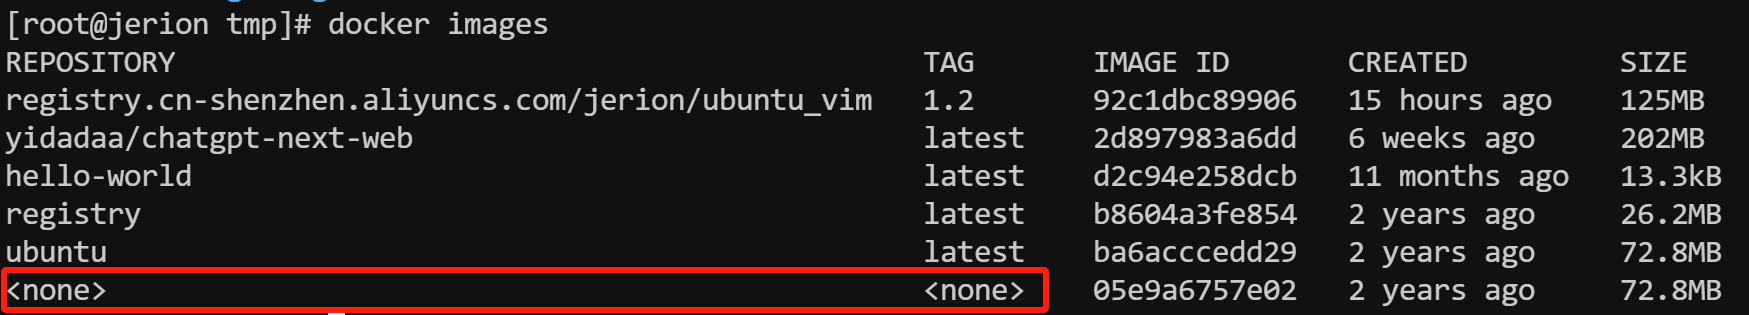 [root@jerion tmp]# docker images
REPOSITORY TAG IMAGE ID CREATED SIZE
registry.cn-shenzhen.aliyuncs.com/jerion/ubuntu_vim 1.2 92c1dbc89906 15 hours ago 125MB
yidadaa/chatgpt-next-web latest 2d897983a6dd 6 weeks ago 202MB
hello-world latest d2c94e258dcb 11 months ago 13.3kB
registry latest b8604a3fe854 2 years ago 26.2MB
ubuntu latest ba6acccedd29 2 years ago 72.8MB
<none> <none> 05e9a6757e02 2 years ago 72.8MB